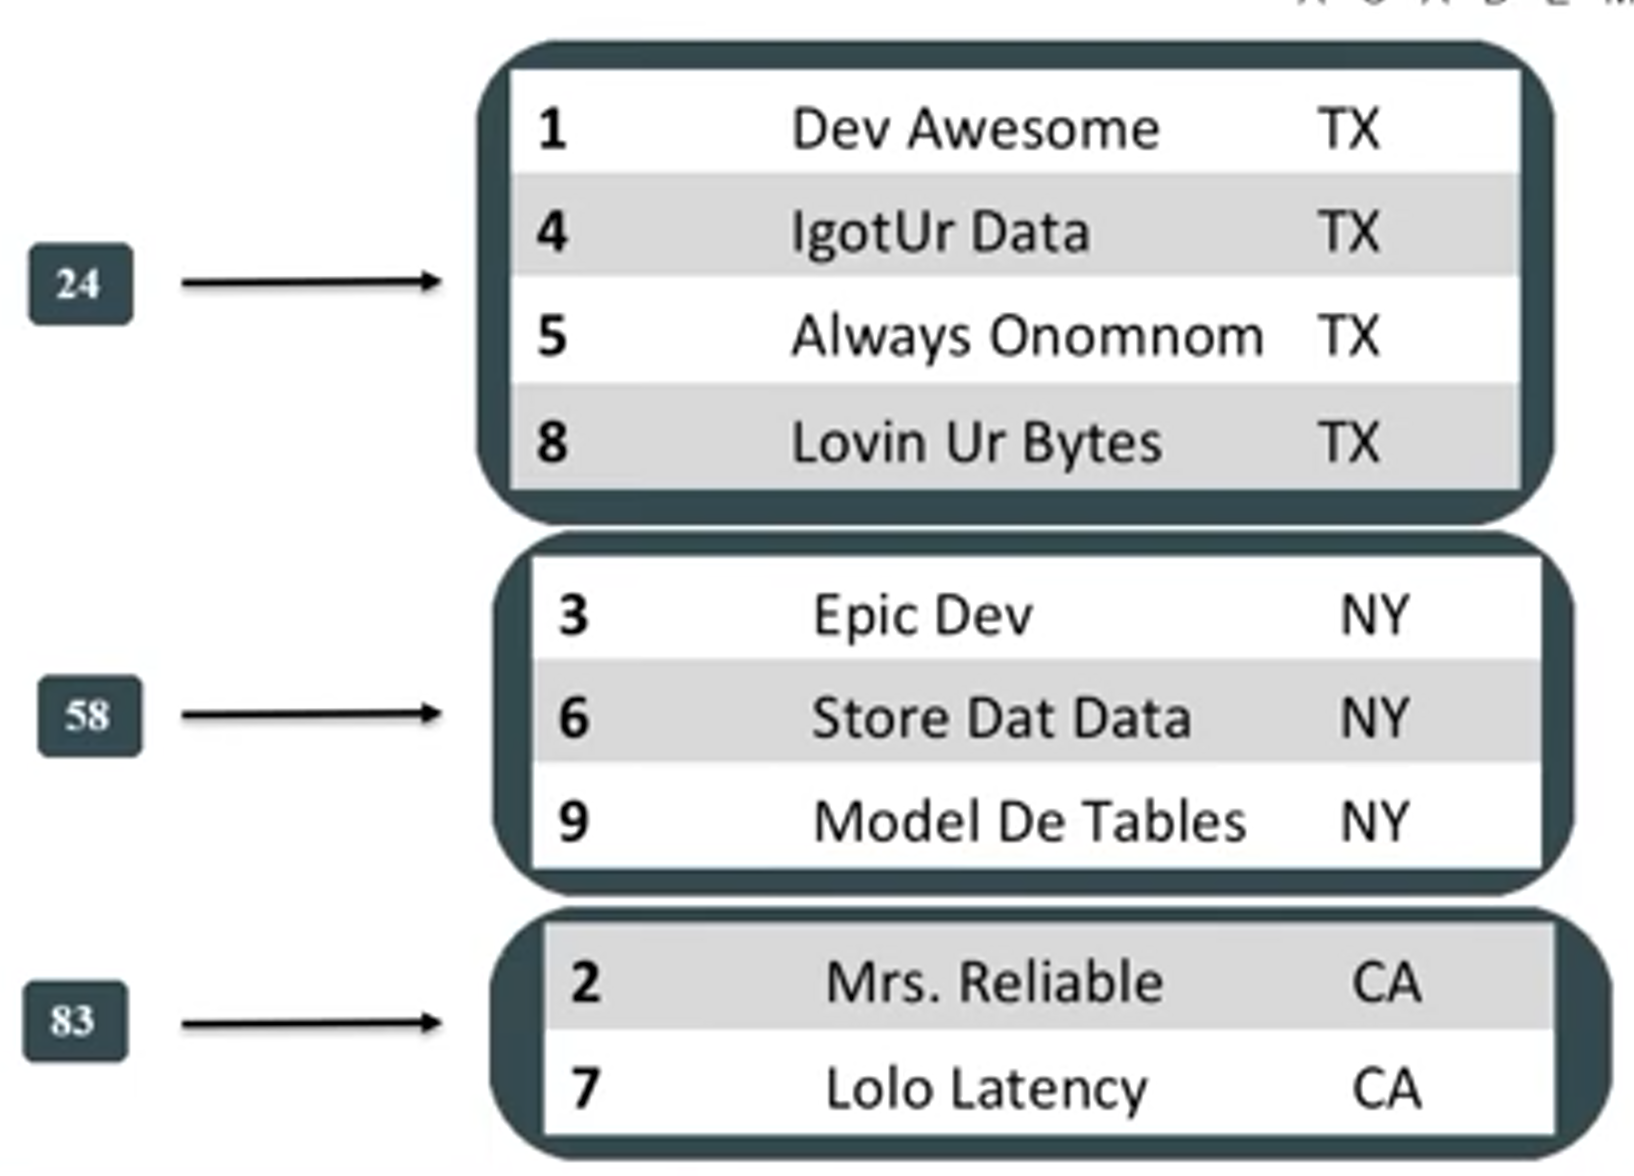 1 Dev Awesome TX
4 IgotUr Data TX
24
5 Always Onomnom TX
8 Lovin Ur Bytes TX
3 Epic Dev NY
58
6 Store Dat Data NY
9 Model De Tables NY
2 Mrs. Reliable CA
83
7 Lolo Latency CA